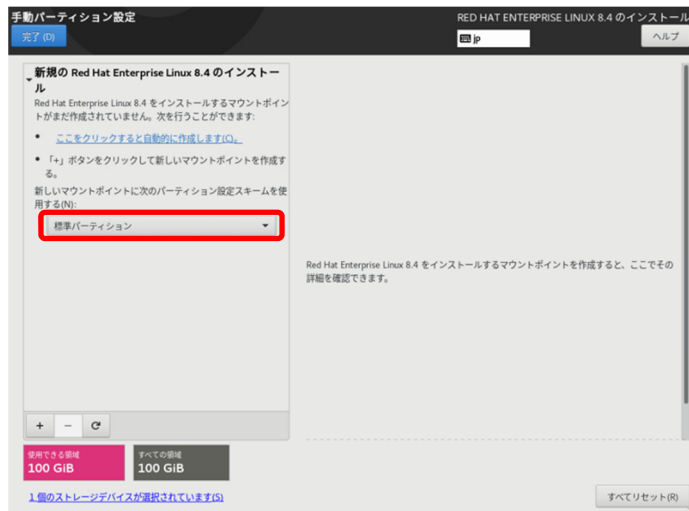 手動パーティション設定
RED HAT ENTERPRISE LINUX 8.4 のインストール
完了 (D)
jp
ヘルプ
新規の Red Hat Enterprise Linux 8.4 のインストー
ル
Red Hat Enterprise Linux 8.4 をインストールするマウントポイン
トがまだ作成されていません。次を行うことができます:
• ここをクリックすると自動的に作成します(C)。
• 「+」ボタンをクリックして新しいマウントポイントを作成す
る。
新しいマウントポイントに次のパーティション設定スキームを使
用する(N):
標準パーティション
Red Hat Enterprise Linux 8.4 をインストールするマウントポイントを作成すると、ここでその
詳細を確認できます。
+ − ⟳
使用できる領域
100 GiB
すべての領域
100 GiB
1 個のストレージデバイスが選択されています(S)
すべてリセット(R)